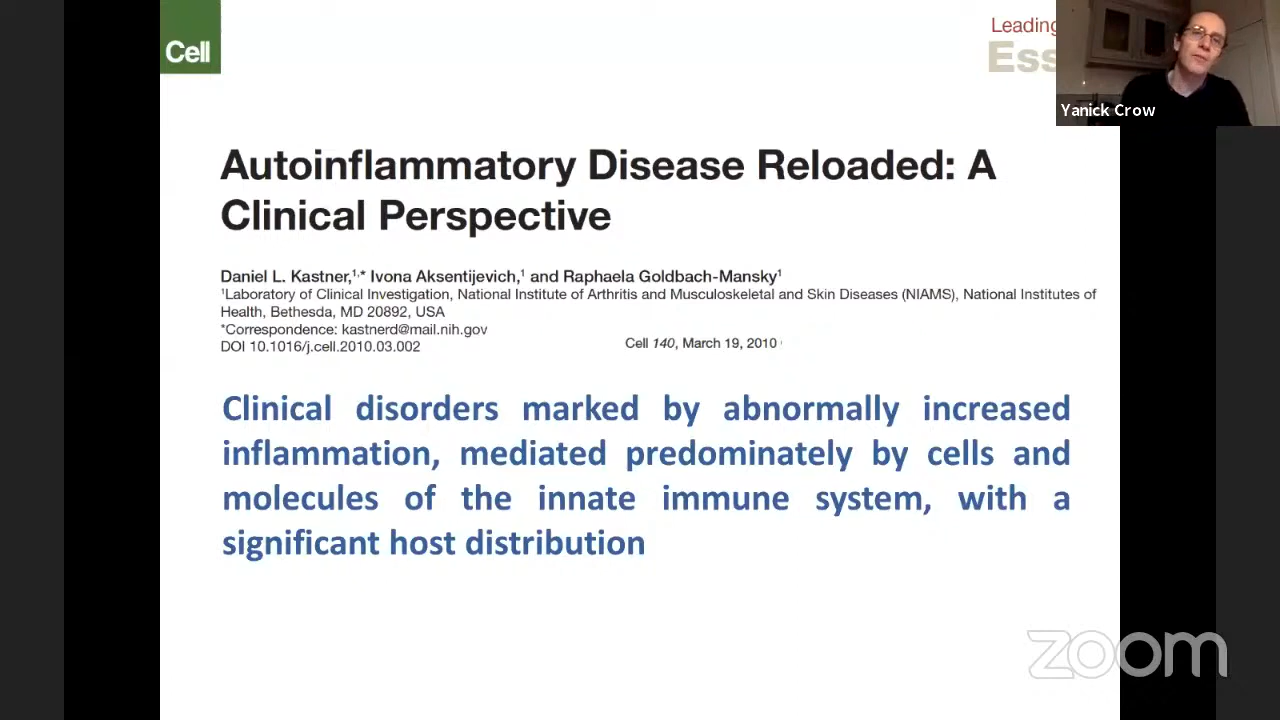 Cell
Leading
Ess
Yanick Crow
Autoinflammatory Disease Reloaded: A
Clinical Perspective
Daniel L. Kastner,¹,* Ivona Aksentijevich,¹ and Raphaela Goldbach-Mansky¹
¹Laboratory of Clinical Investigation, National Institute of Arthritis and Musculoskeletal and Skin Diseases (NIAMS), National Institutes of
Health, Bethesda, MD 20892, USA
*Correspondence: kastnerd@mail.nih.gov
DOI 10.1016/j.cell.2010.03.002
Cell 140, March 19, 2010
Clinical disorders marked by abnormally increased
inflammation, mediated predominately by cells and
molecules of the innate immune system, with a
significant host distribution
zoom